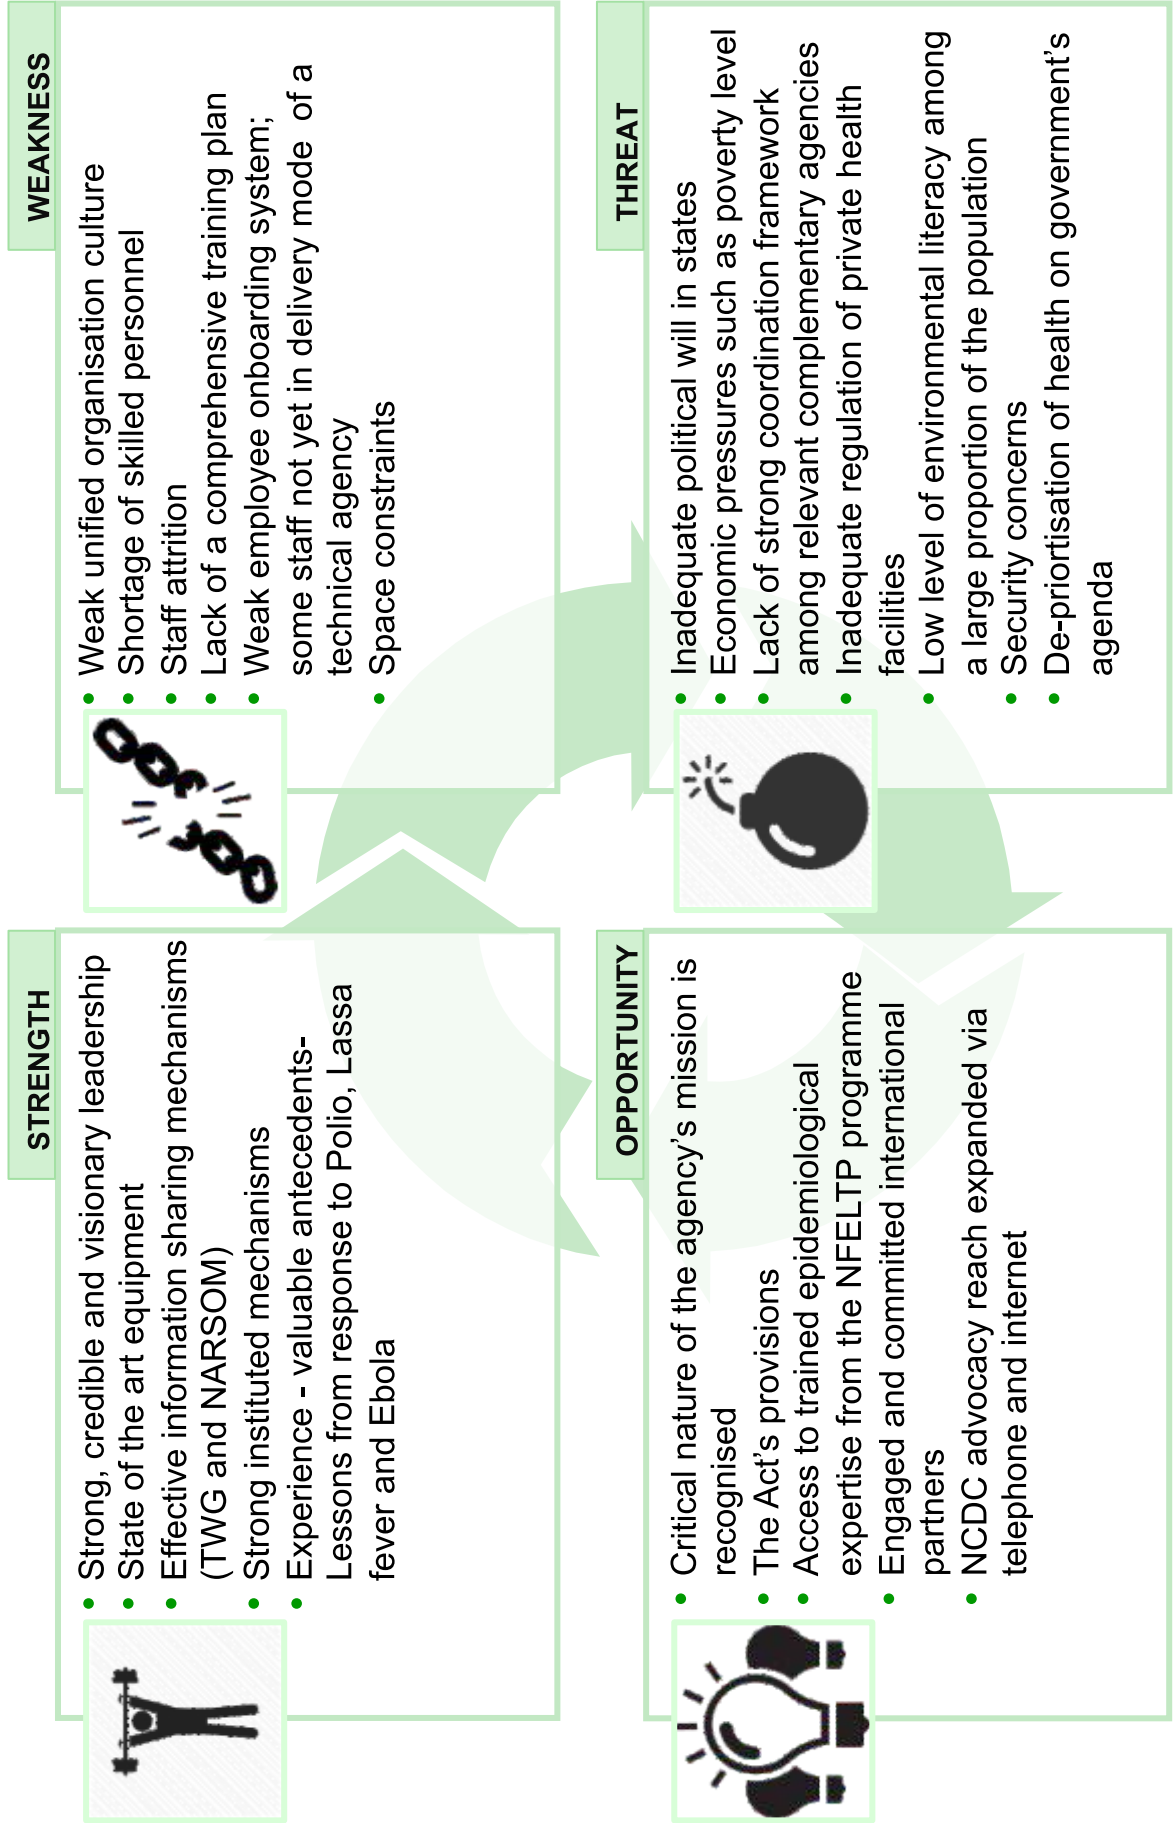 STRENGTH
Strong, credible and visionary leadership
State of the art equipment
Effective information sharing mechanisms
(TWG and NARSOM)
Strong instituted mechanisms
Experience - valuable antecedents-
Lessons from response to Polio, Lassa
fever and Ebola
WEAKNESS
Weak unified organisation culture
Shortage of skilled personnel
Staff attrition
Lack of a comprehensive training plan
Weak employee onboarding system;
some staff not yet in delivery mode of a
technical agency
Space constraints
OPPORTUNITY
Critical nature of the agency’s mission is
recognised
The Act’s provisions
Access to trained epidemiological
expertise from the NFELTP programme
Engaged and committed international
partners
NCDC advocacy reach expanded via
telephone and internet
THREAT
Inadequate political will in states
Economic pressures such as poverty level
Lack of strong coordination framework
among relevant complementary agencies
Inadequate regulation of private health
facilities
Low level of environmental literacy among
a large proportion of the population
Security concerns
De-priortisation of health on government’s
agenda